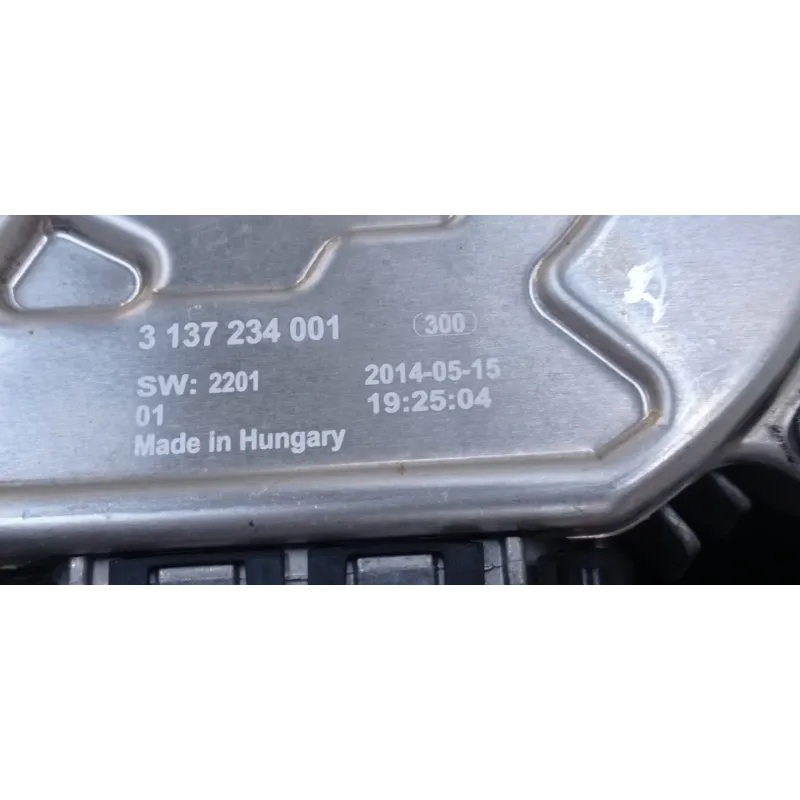 3 137 234 001 300
SW: 2201 2014-05-15
01 19:25:04
Made in Hungary